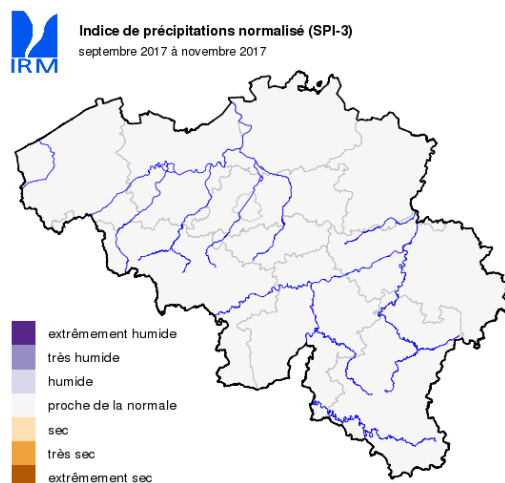 Indice de précipitations normalisé (SPI-3)
septembre 2017 à novembre 2017
IRM
extrêmement humide
très humide
humide
proche de la normale
sec
très sec
extrêmement sec